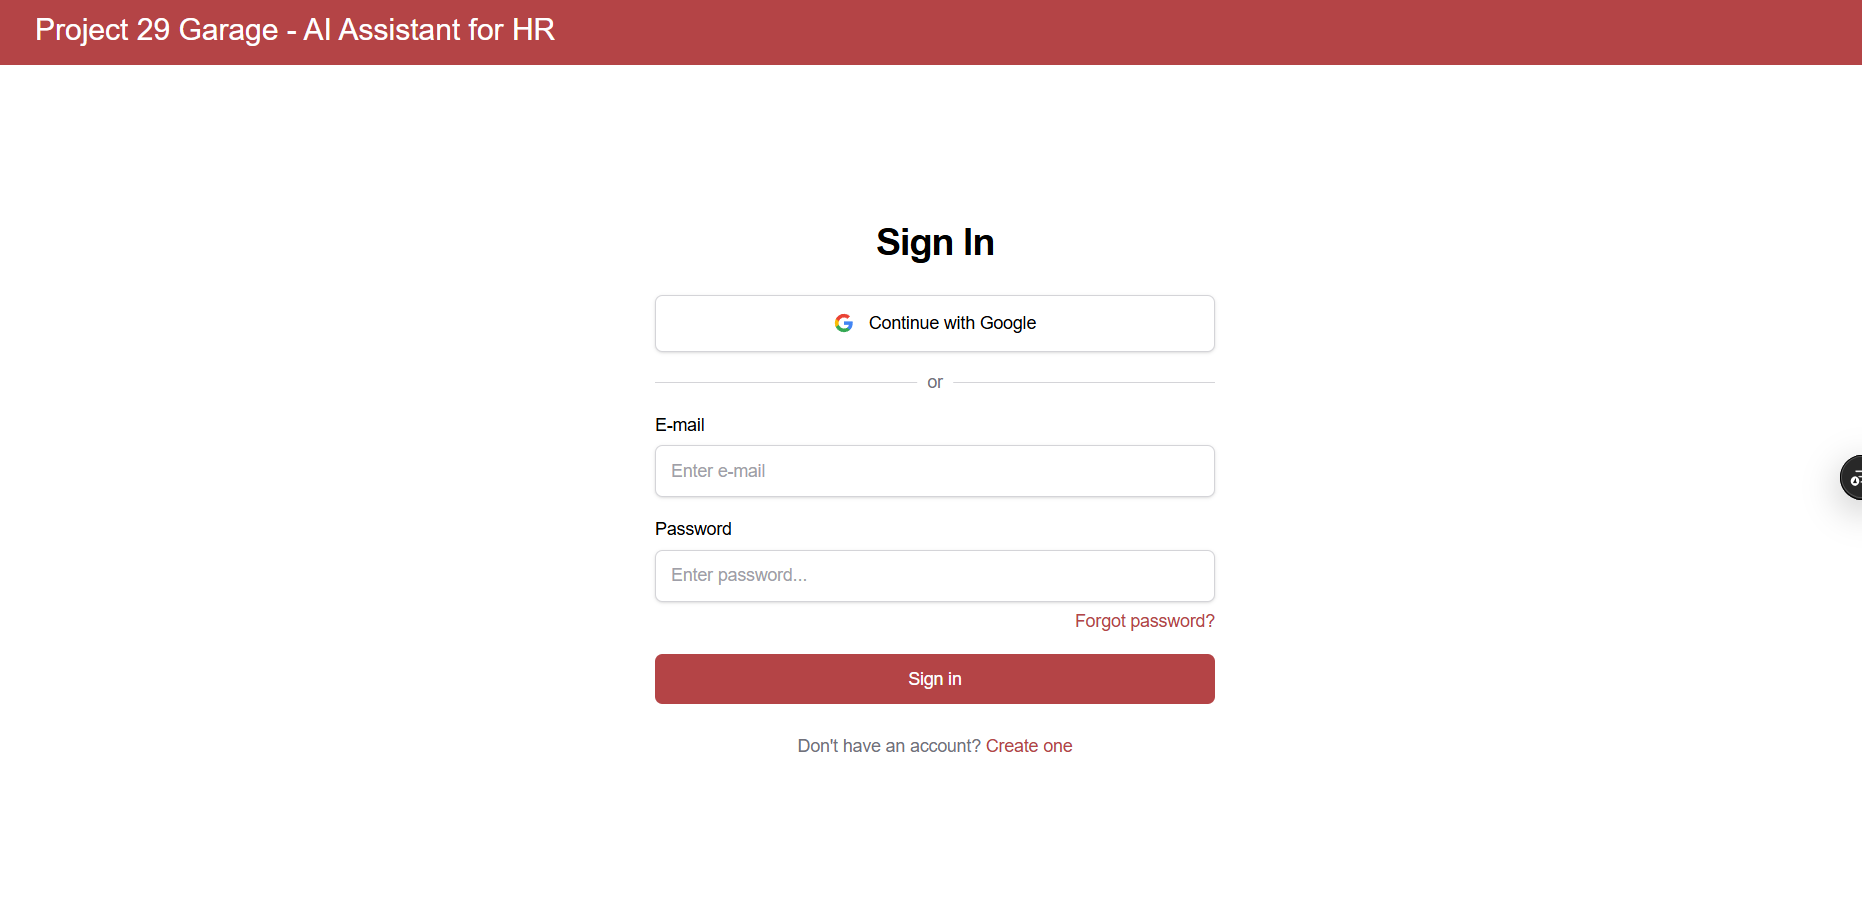 Project 29 Garage - AI Assistant for HR
Sign In
Continue with Google
or
E-mail
Enter e-mail
Password
Enter password...
Forgot password?
Sign in
Don't have an account? Create one